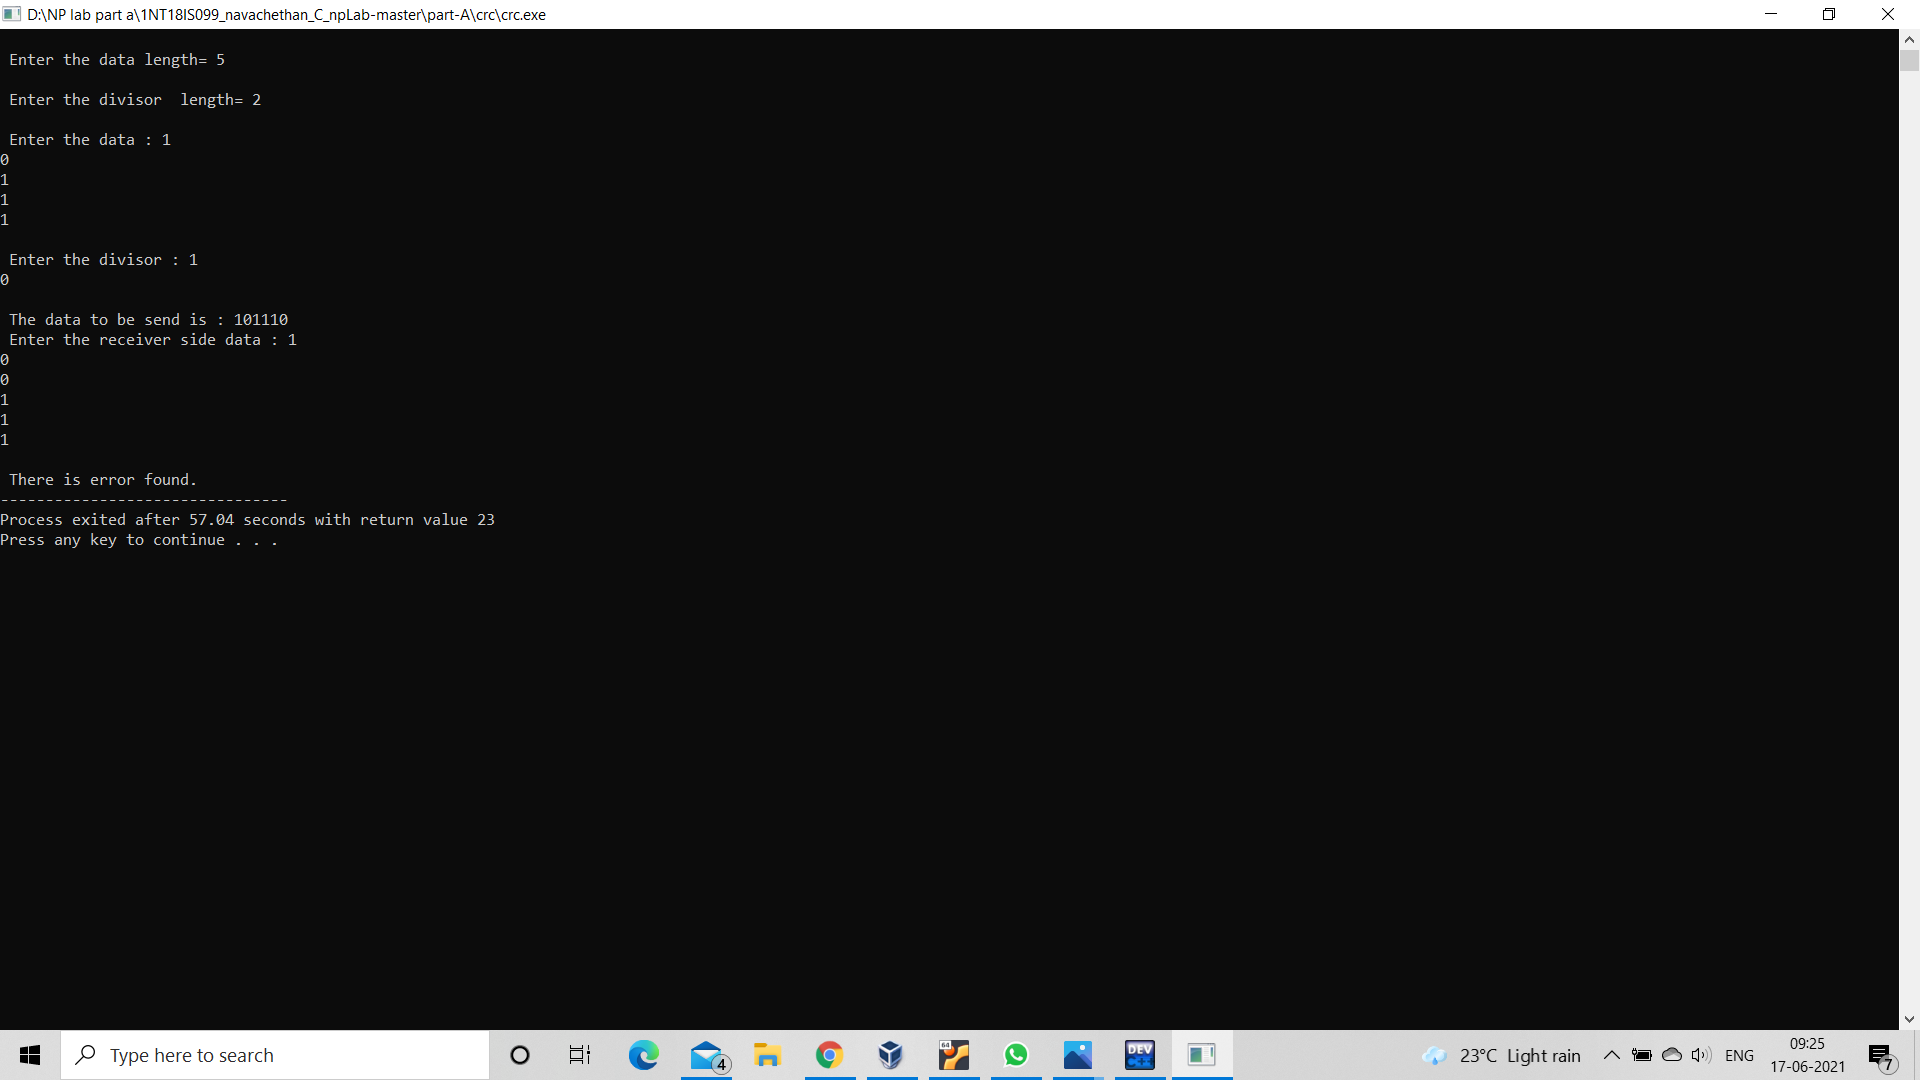 D:\NP lab part a\1NT18IS099_navachethan_C_npLab-master\part-A\crc\crc.exe
Enter the data length= 5
Enter the divisor  length= 2
Enter the data : 1
0
1
1
1
Enter the divisor : 1
0
The data to be send is : 101110
Enter the receiver side data : 1
0
0
1
1
1
There is error found.
--------------------------------
Process exited after 57.04 seconds with return value 23
Press any key to continue . . .
Type here to search
4
64
DEV
C++
23°C Light rain
ENG
09:25
17-06-2021
7